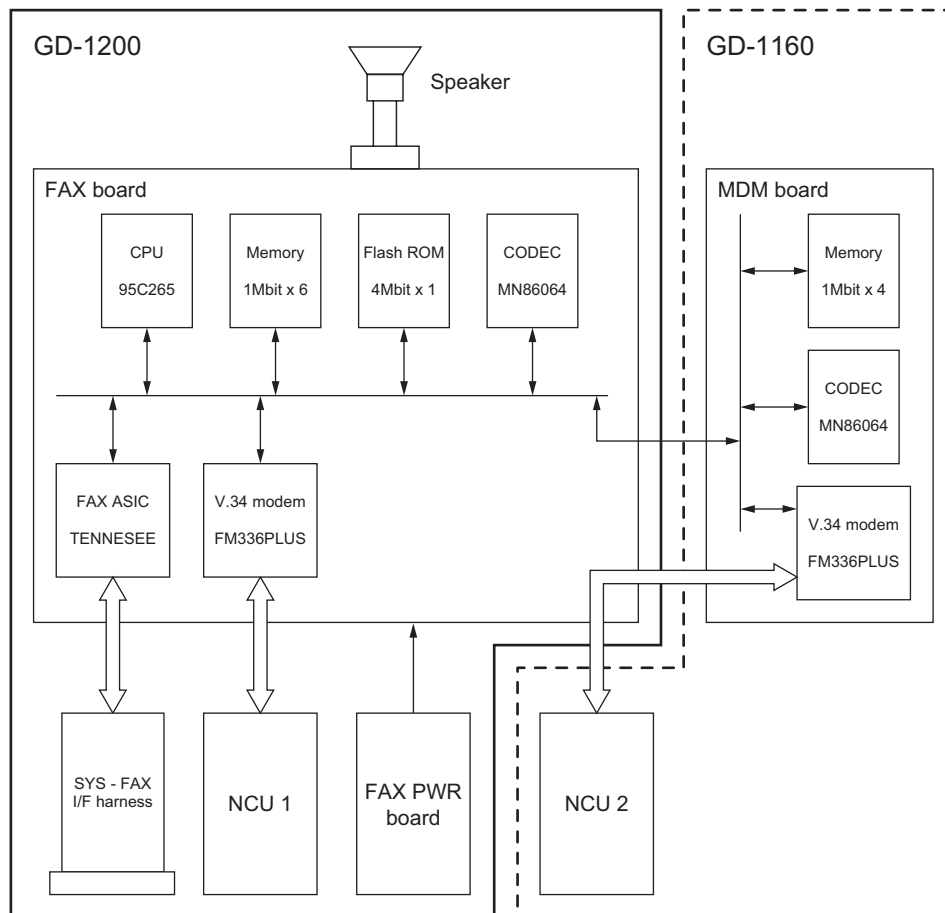 GD-1200
GD-1160
Speaker
FAX board
MDM board
CPU
95C265
Memory
1Mbit x 6
Flash ROM
4Mbit x 1
CODEC
MN86064
Memory
1Mbit x 4
CODEC
MN86064
FAX ASIC
TENNESEE
V.34 modem
FM336PLUS
V.34 modem
FM336PLUS
SYS - FAX
I/F harness
NCU 1
FAX PWR
board
NCU 2